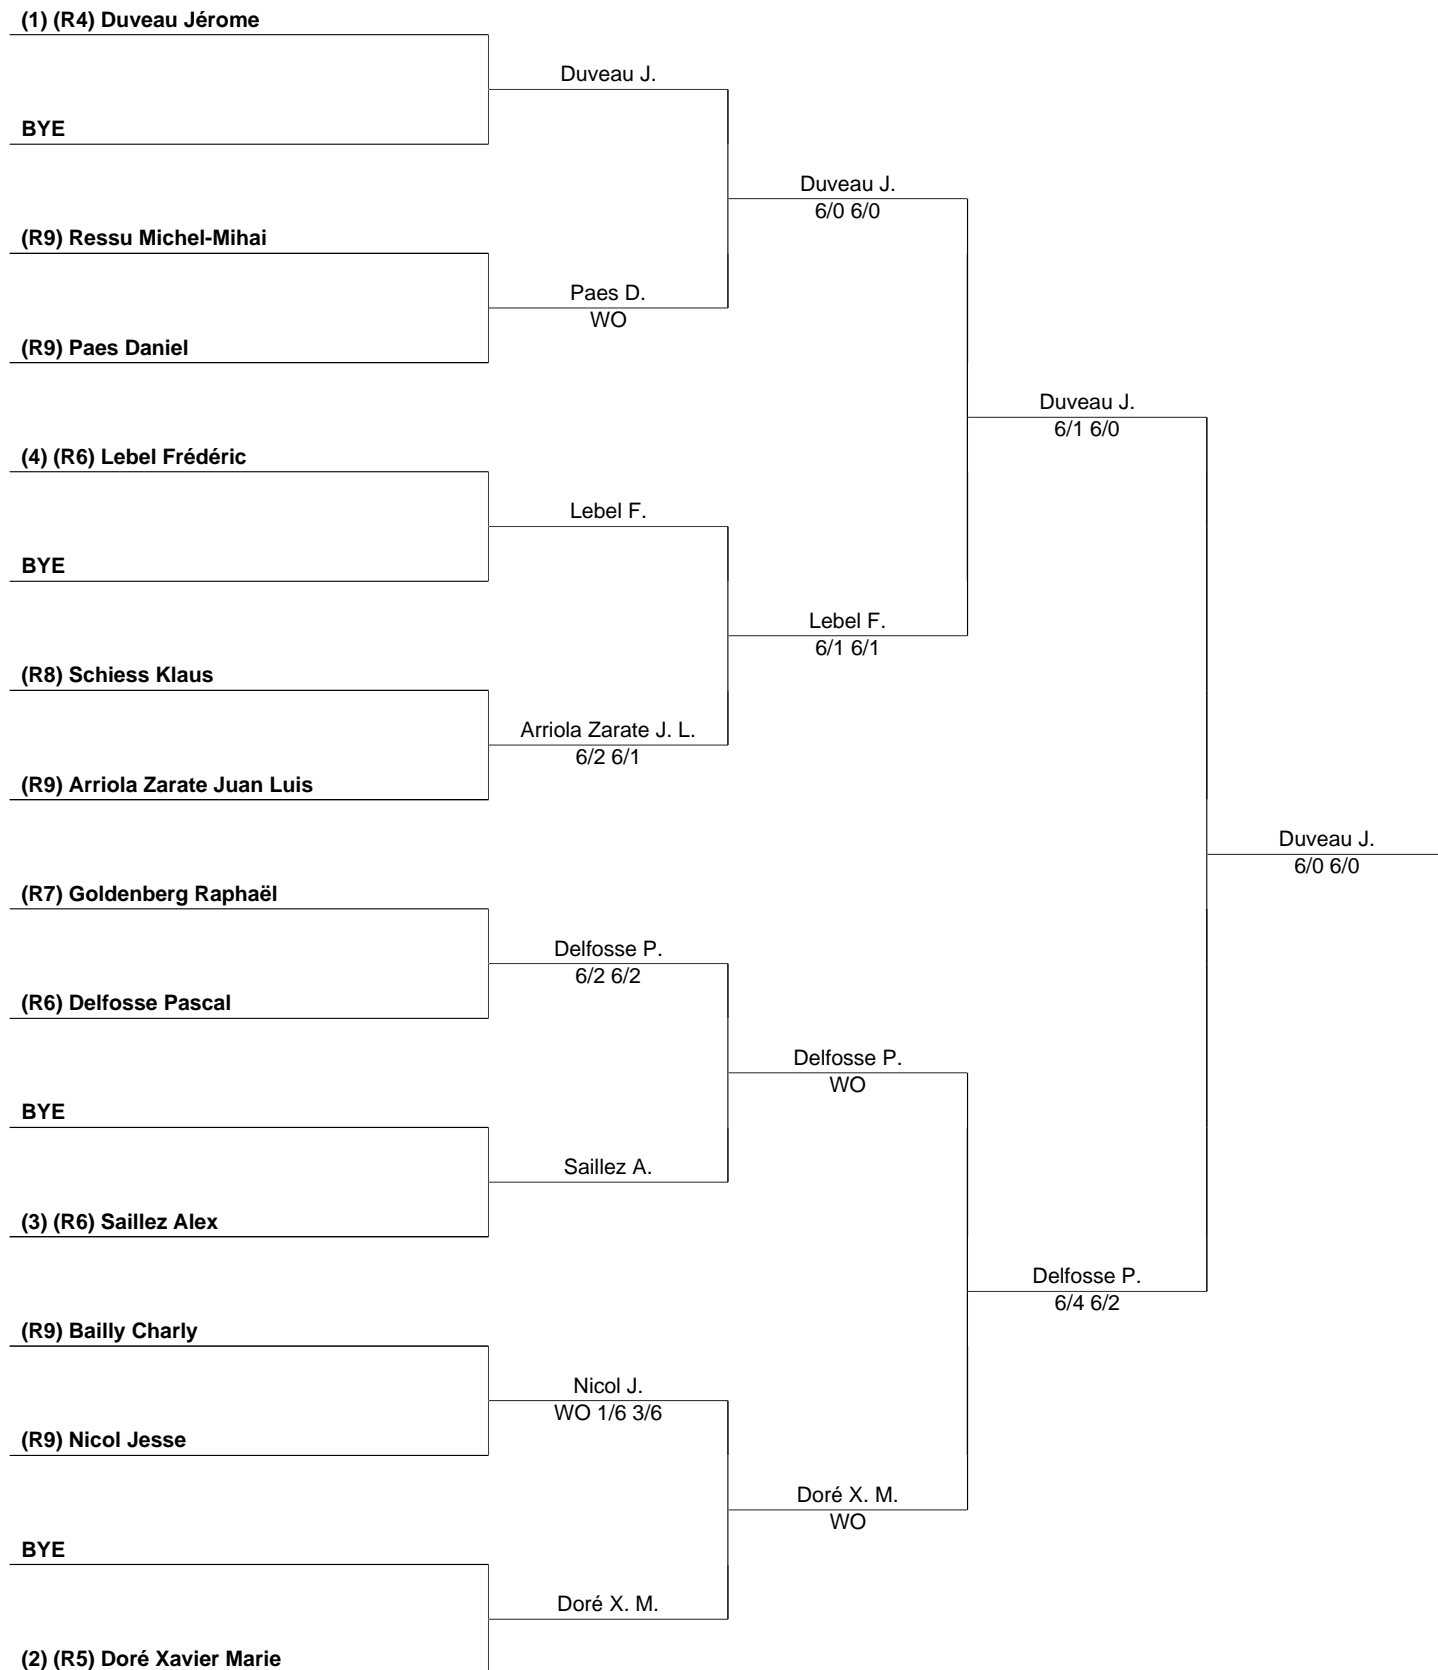 (1) (R4) Duveau Jérome
Duveau J.
BYE
Duveau J.
6/0 6/0
(R9) Ressu Michel-Mihai
Paes D.
WO
(R9) Paes Daniel
Duveau J.
6/1 6/0
(4) (R6) Lebel Frédéric
Lebel F.
BYE
Lebel F.
6/1 6/1
(R8) Schiess Klaus
Arriola Zarate J. L.
6/2 6/1
(R9) Arriola Zarate Juan Luis
Duveau J.
6/0 6/0
(R7) Goldenberg Raphaël
Delfosse P.
6/2 6/2
(R6) Delfosse Pascal
Delfosse P.
WO
BYE
Saillez A.
(3) (R6) Saillez Alex
Delfosse P.
6/4 6/2
(R9) Bailly Charly
Nicol J.
WO 1/6 3/6
(R9) Nicol Jesse
Doré X. M.
WO
BYE
Doré X. M.
(2) (R5) Doré Xavier Marie